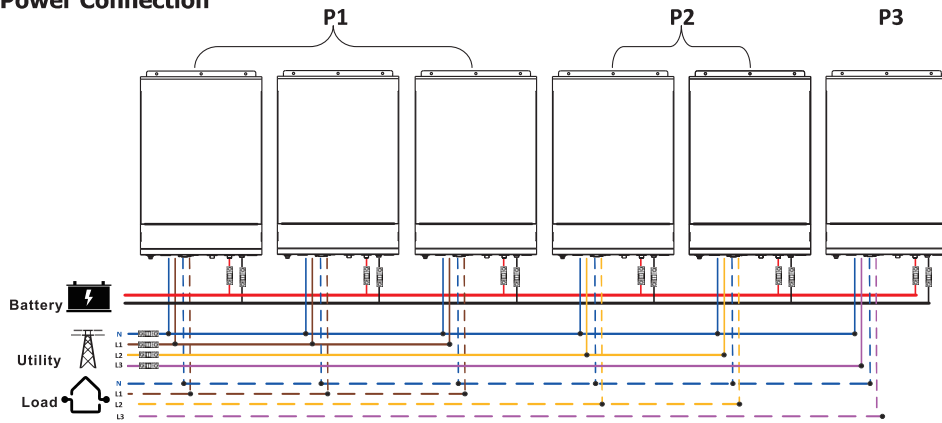 Power Connection
P1 P2 P3
Battery
Utility
N
L1
L2
L3
Load
N
L1
L2
L3